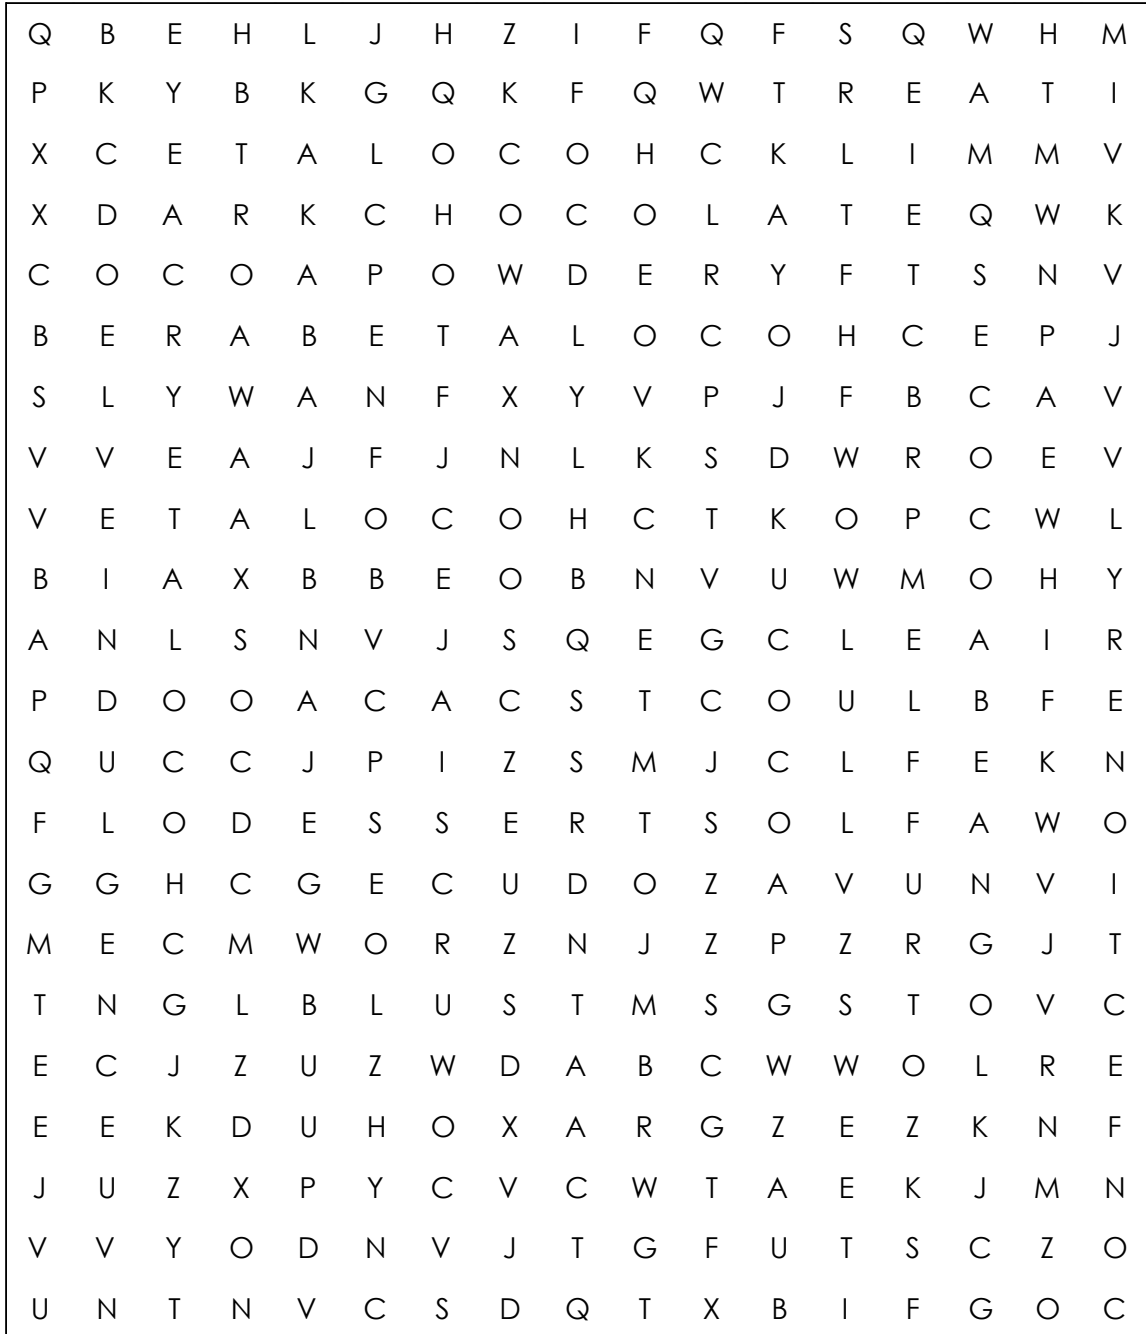 Q B E H L J H Z I F Q F S Q W H M
P K Y B K G Q K F Q W T R E A T I
X C E T A L O C O H C K L I M M V
X D A R K C H O C O L A T E Q W K
C O C O A P O W D E R Y F T S N V
B E R A B E T A L O C O H C E P J
S L Y W A N F X Y V P J F B C A V
V V E A J F J N L K S D W R O E V
V E T A L O C O H C T K O P C W L
B I A X B B E O B N V U W M O H Y
A N L S N V J S Q E G C L E A I R
P D O O A C A C S T C O U L B F E
Q U C C J P I Z S M J C L F E K N
F L O D E S S E R T S O L F A W O
G G H C G E C U D O Z A V U N V I
M E C M W O R Z N J Z P Z R G J T
T N G L B L U S T M S G S T O V C
E C J Z U Z W D A B C W W O L R E
E E K D U H O X A R G Z E Z K N F
J U Z X P Y C V C W T A E K J M N
V V Y O D N V J T G F U T S C Z O
U N T N V C S D Q T X B I F G O C